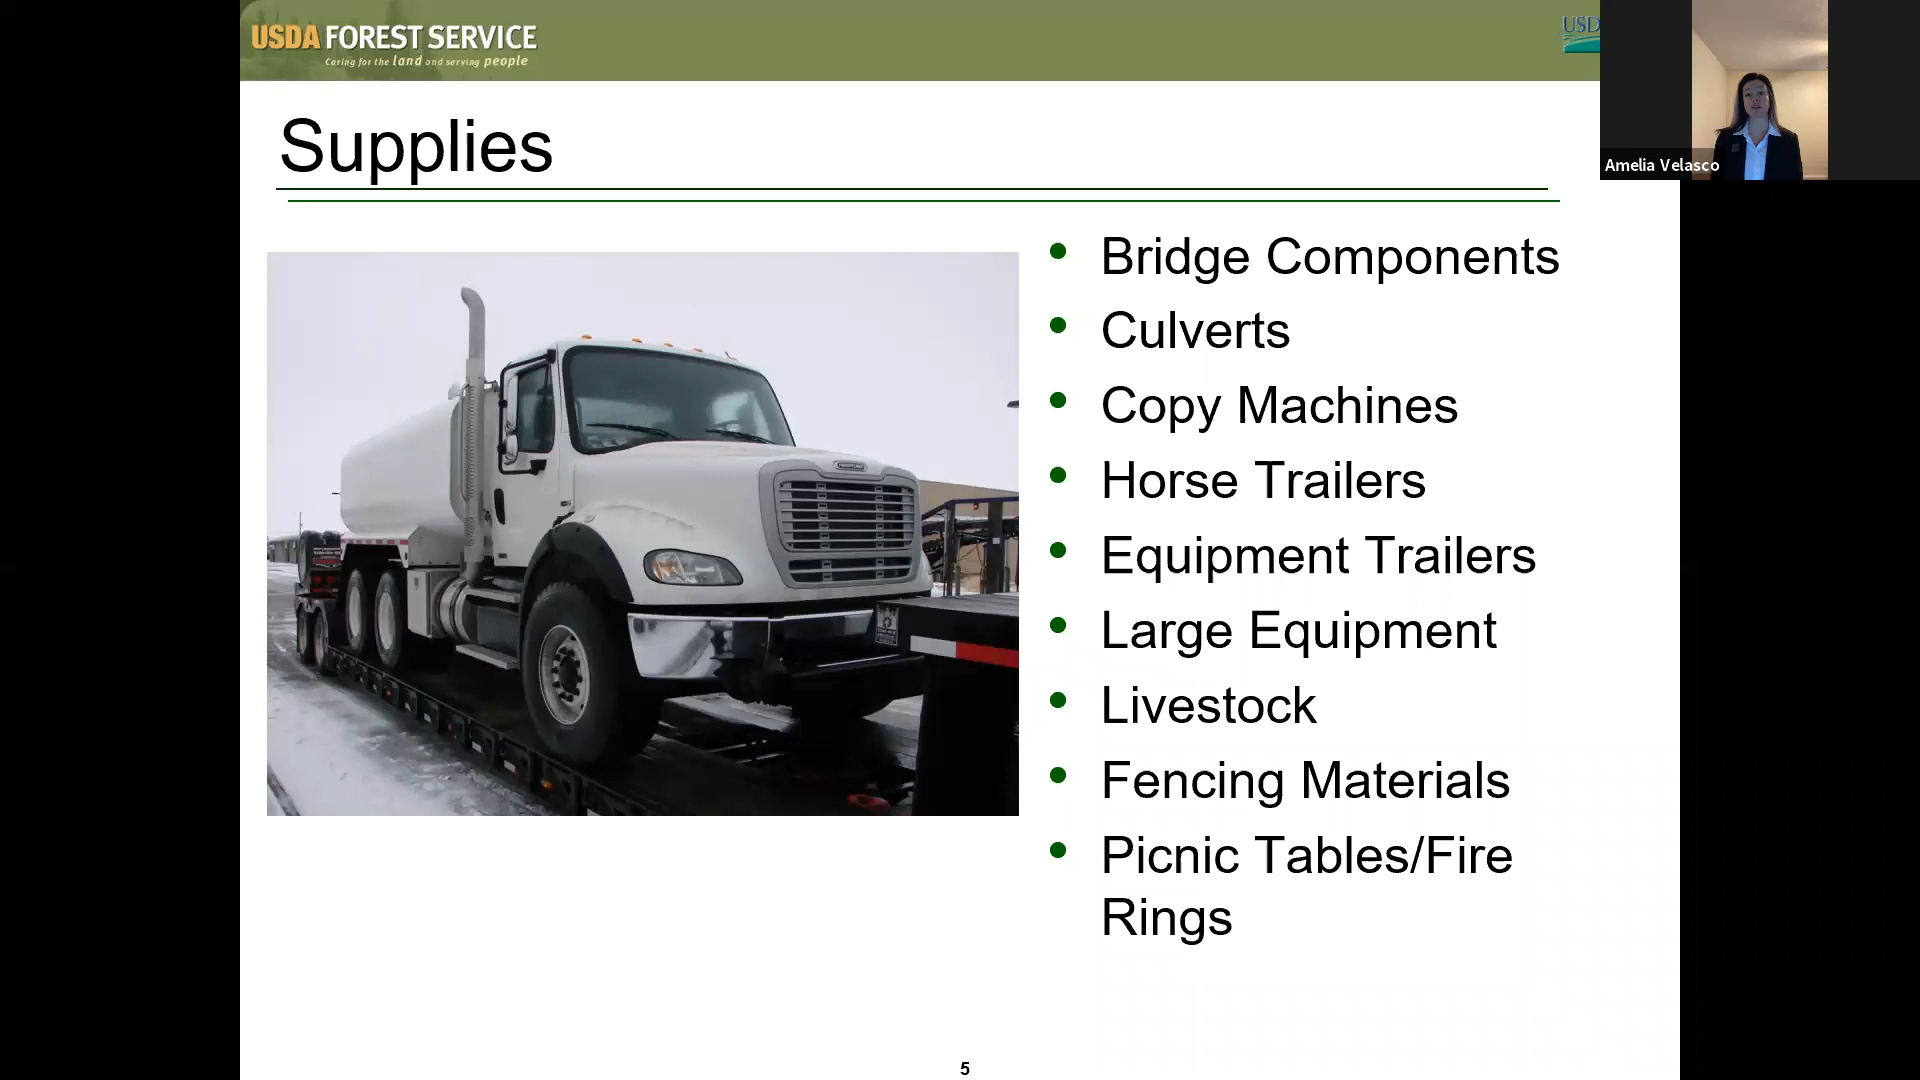 USDA FOREST SERVICE
Caring for the land and serving people
USD
Amelia Velasco
Supplies
Bridge Components
Culverts
Copy Machines
Horse Trailers
Equipment Trailers
Large Equipment
Livestock
Fencing Materials
Picnic Tables/Fire
Rings
5